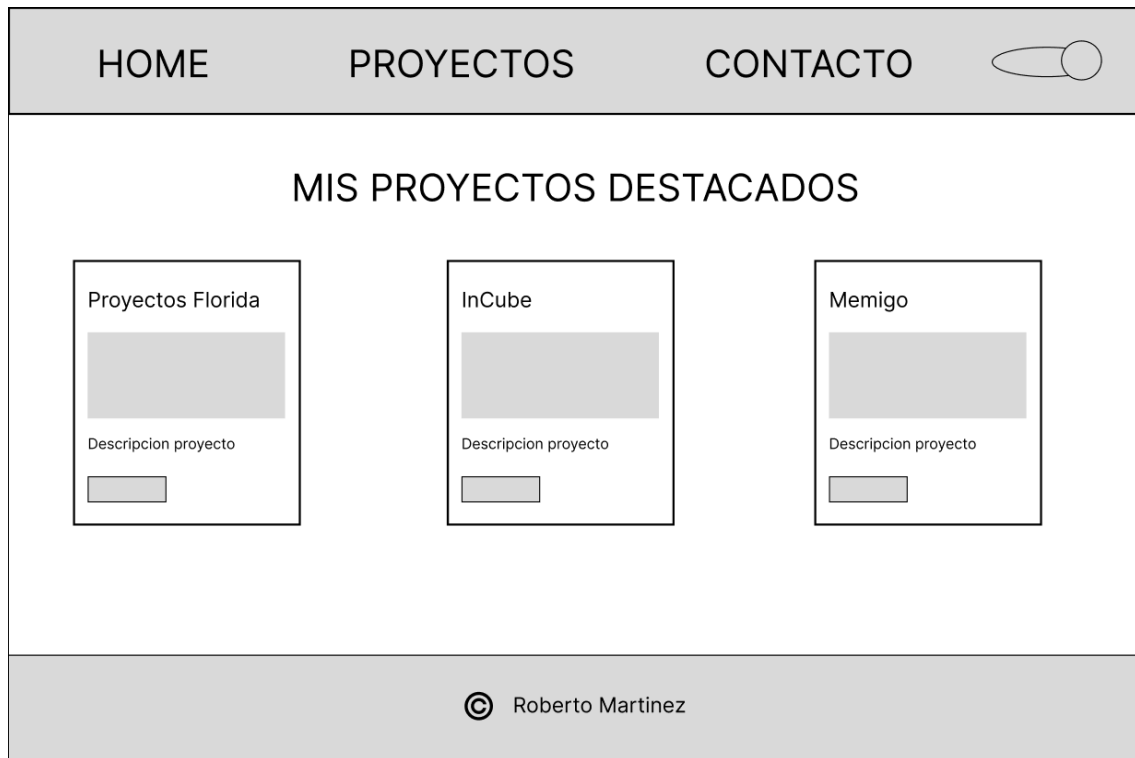 HOME PROYECTOS CONTACTO
MIS PROYECTOS DESTACADOS
Proyectos Florida
Descripcion proyecto
InCube
Descripcion proyecto
Memigo
Descripcion proyecto
© Roberto Martinez